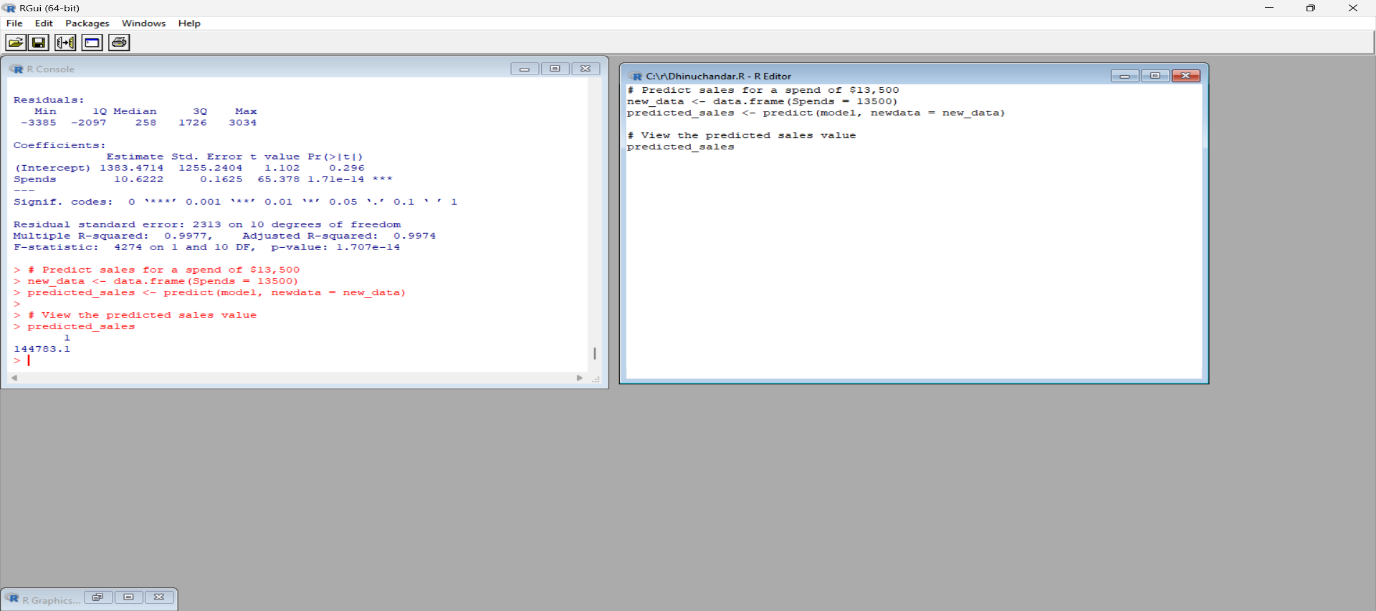 RGui (64-bit)
File Edit Packages Windows Help
R Console
Residuals:
Min 1Q Median 3Q Max
-3385 -2097 258 1726 3034
Coefficients:
Estimate Std. Error t value Pr(>|t|)
(Intercept) 1383.4714 1255.2404 1.102 0.296
Spends 10.6222 0.1625 65.378 1.71e-14 ***
---
Signif. codes: 0 ‘***’ 0.001 ‘**’ 0.01 ‘*’ 0.05 ‘.’ 0.1 ‘ ’ 1
Residual standard error: 2313 on 10 degrees of freedom
Multiple R-squared: 0.9977, Adjusted R-squared: 0.9974
F-statistic: 4274 on 1 and 10 DF, p-value: 1.707e-14
> # Predict sales for a spend of $13,500
> new_data <- data.frame(Spends = 13500)
> predicted_sales <- predict(model, newdata = new_data)
>
> # View the predicted sales value
> predicted_sales
1
144783.1
>
C:\r\Dhinuchandar.R - R Editor
# Predict sales for a spend of $13,500
new_data <- data.frame(Spends = 13500)
predicted_sales <- predict(model, newdata = new_data)
# View the predicted sales value
predicted_sales
R Graphics...